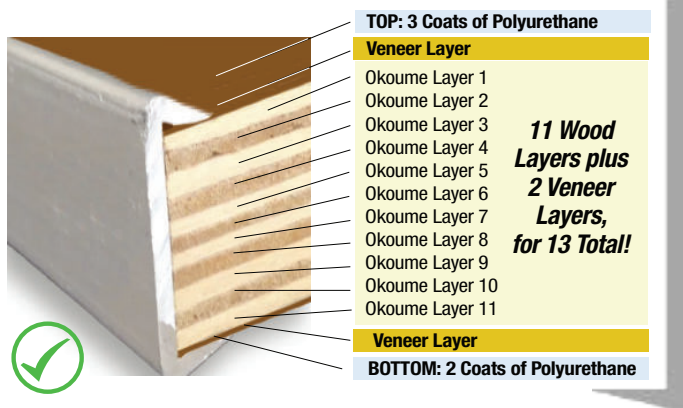 TOP: 3 Coats of Polyurethane
Veneer Layer
Okoume Layer 1
Okoume Layer 2
Okoume Layer 3
Okoume Layer 4
Okoume Layer 5
Okoume Layer 6
Okoume Layer 7
Okoume Layer 8
Okoume Layer 9
Okoume Layer 10
Okoume Layer 11
11 Wood
Layers plus
2 Veneer
Layers,
for 13 Total!
Veneer Layer
BOTTOM: 2 Coats of Polyurethane